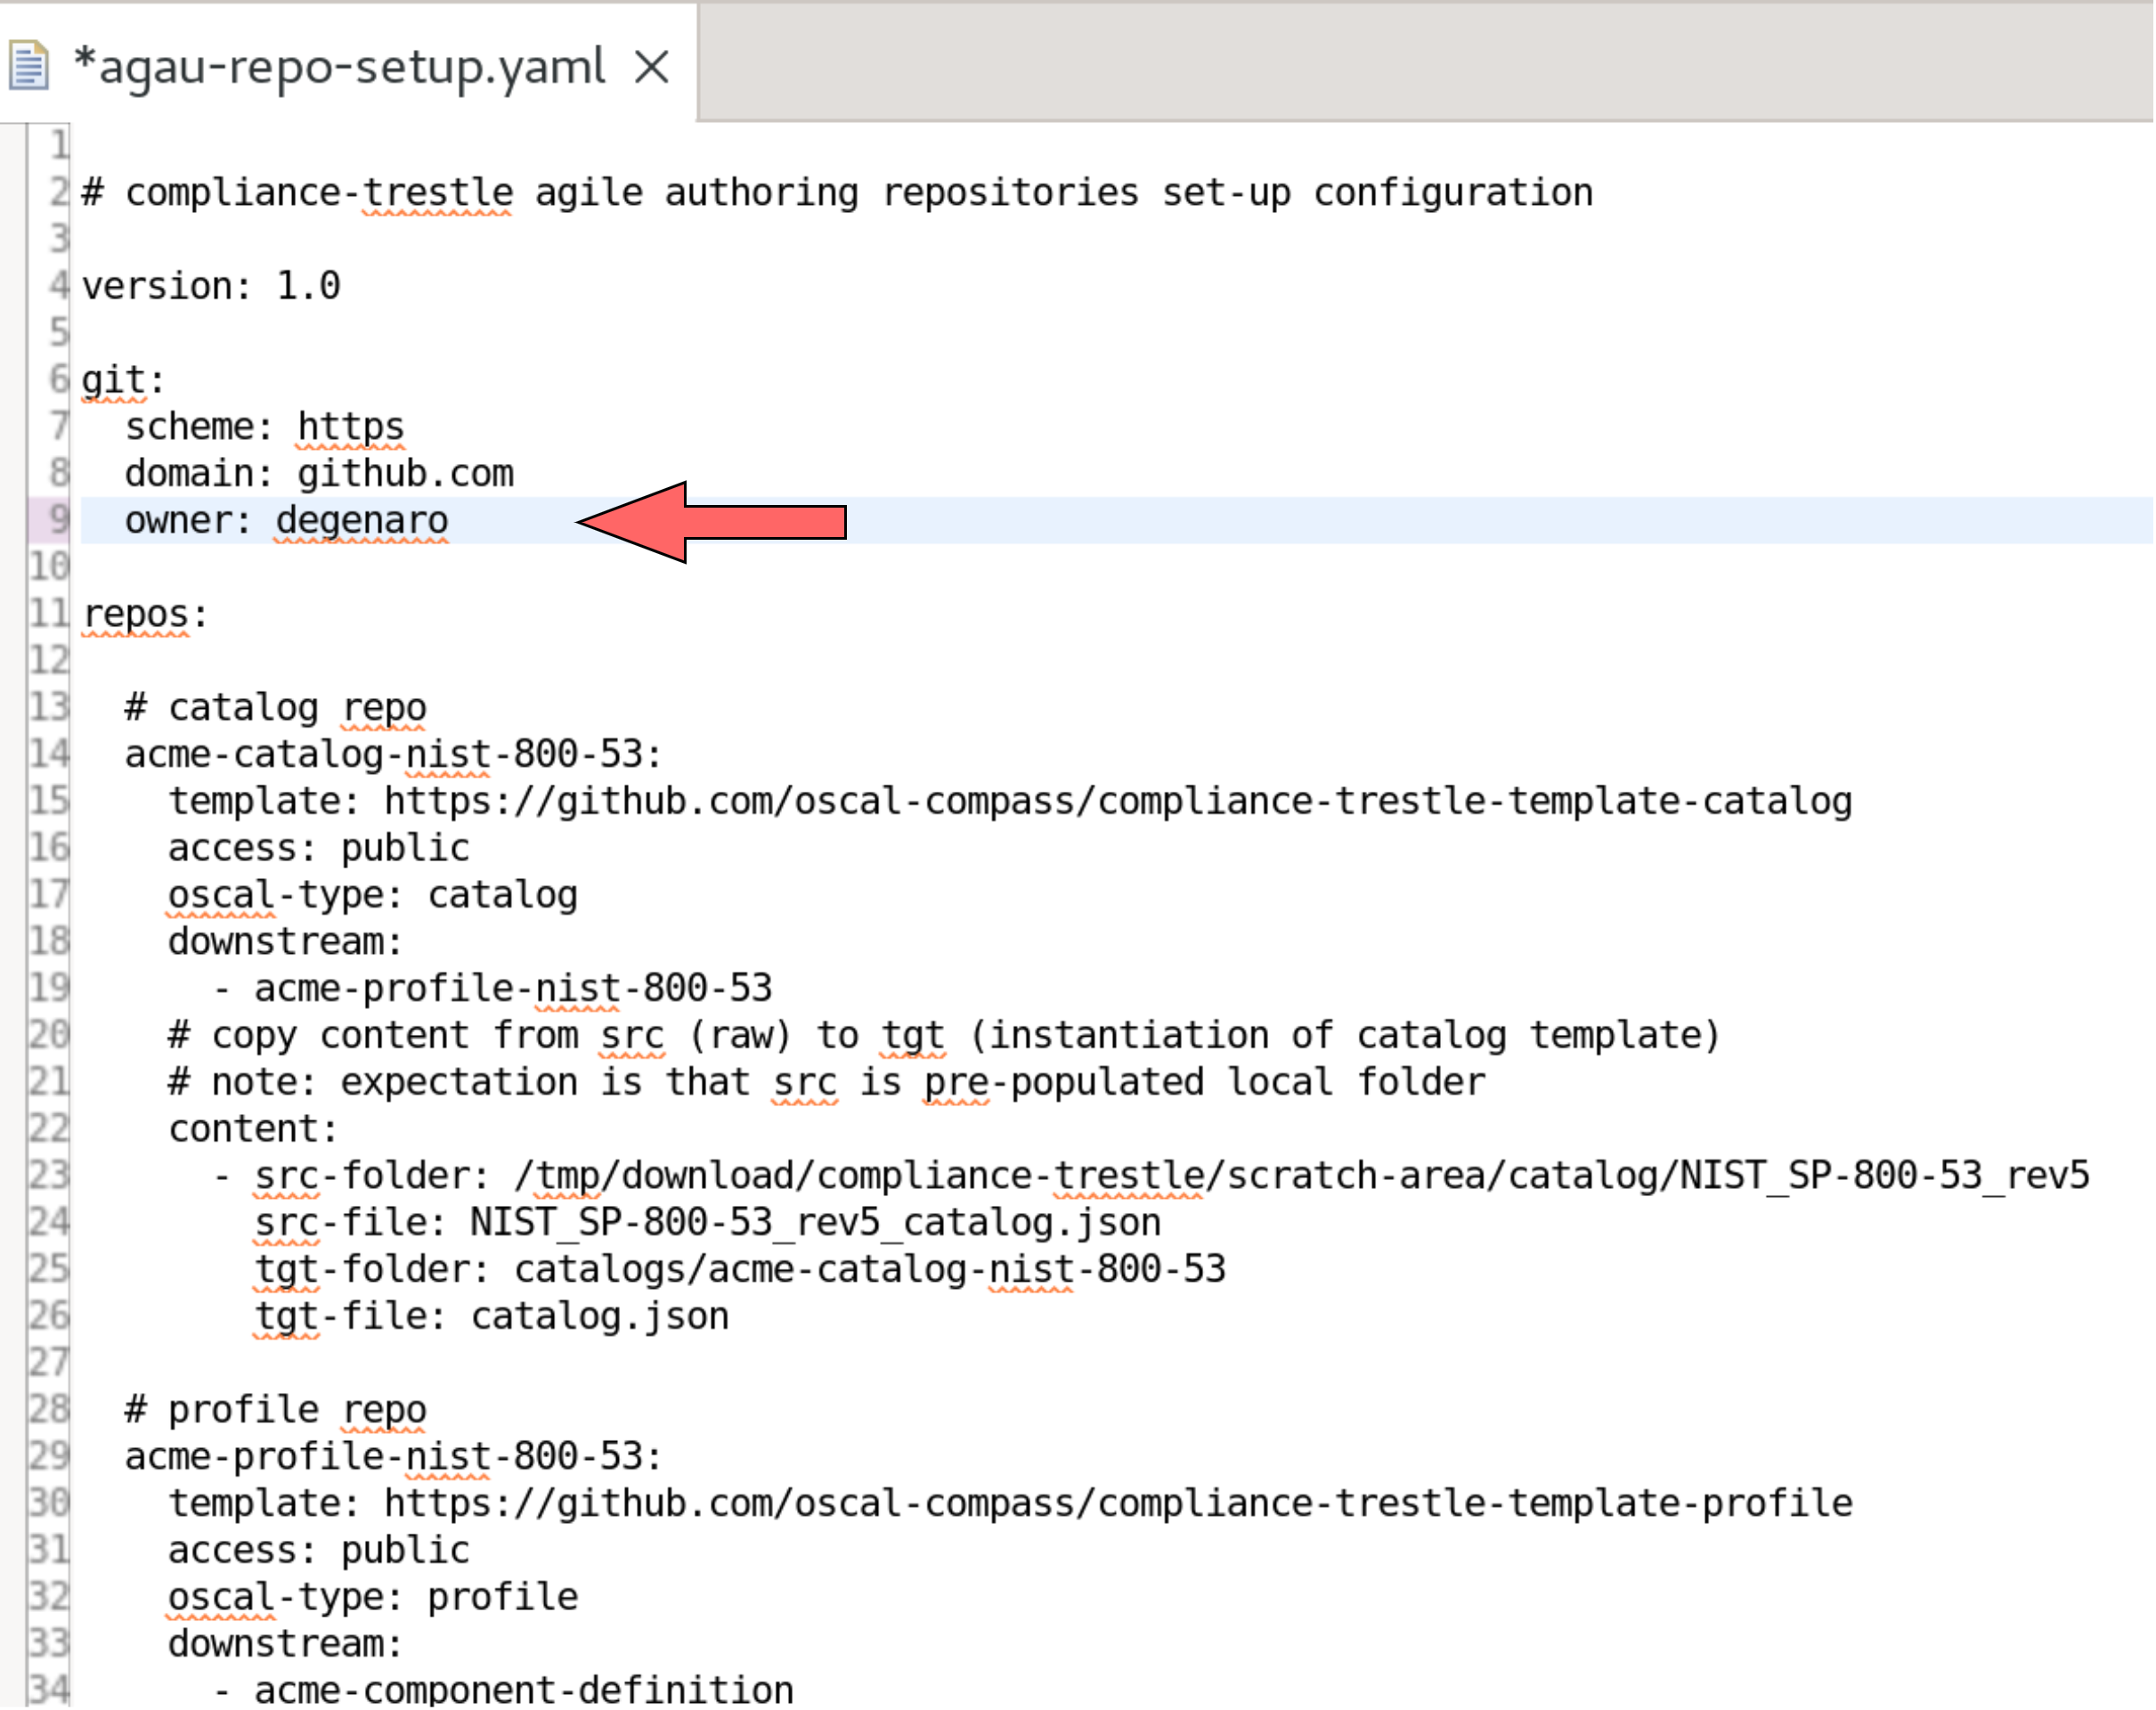 *agau-repo-setup.yaml
1
2 # compliance-trestle agile authoring repositories set-up configuration
3
4 version: 1.0
5
6 git:
7   scheme: https
8   domain: github.com
9   owner: degenaro
10
11 repos:
12
13   # catalog repo
14   acme-catalog-nist-800-53:
15     template: https://github.com/oscal-compass/compliance-trestle-template-catalog
16     access: public
17     oscal-type: catalog
18     downstream:
19       - acme-profile-nist-800-53
20     # copy content from src (raw) to tgt (instantiation of catalog template)
21     # note: expectation is that src is pre-populated local folder
22     content:
23       - src-folder: /tmp/download/compliance-trestle/scratch-area/catalog/NIST_SP-800-53_rev5
24         src-file: NIST_SP-800-53_rev5_catalog.json
25         tgt-folder: catalogs/acme-catalog-nist-800-53
26         tgt-file: catalog.json
27
28   # profile repo
29   acme-profile-nist-800-53:
30     template: https://github.com/oscal-compass/compliance-trestle-template-profile
31     access: public
32     oscal-type: profile
33     downstream:
34       - acme-component-definition